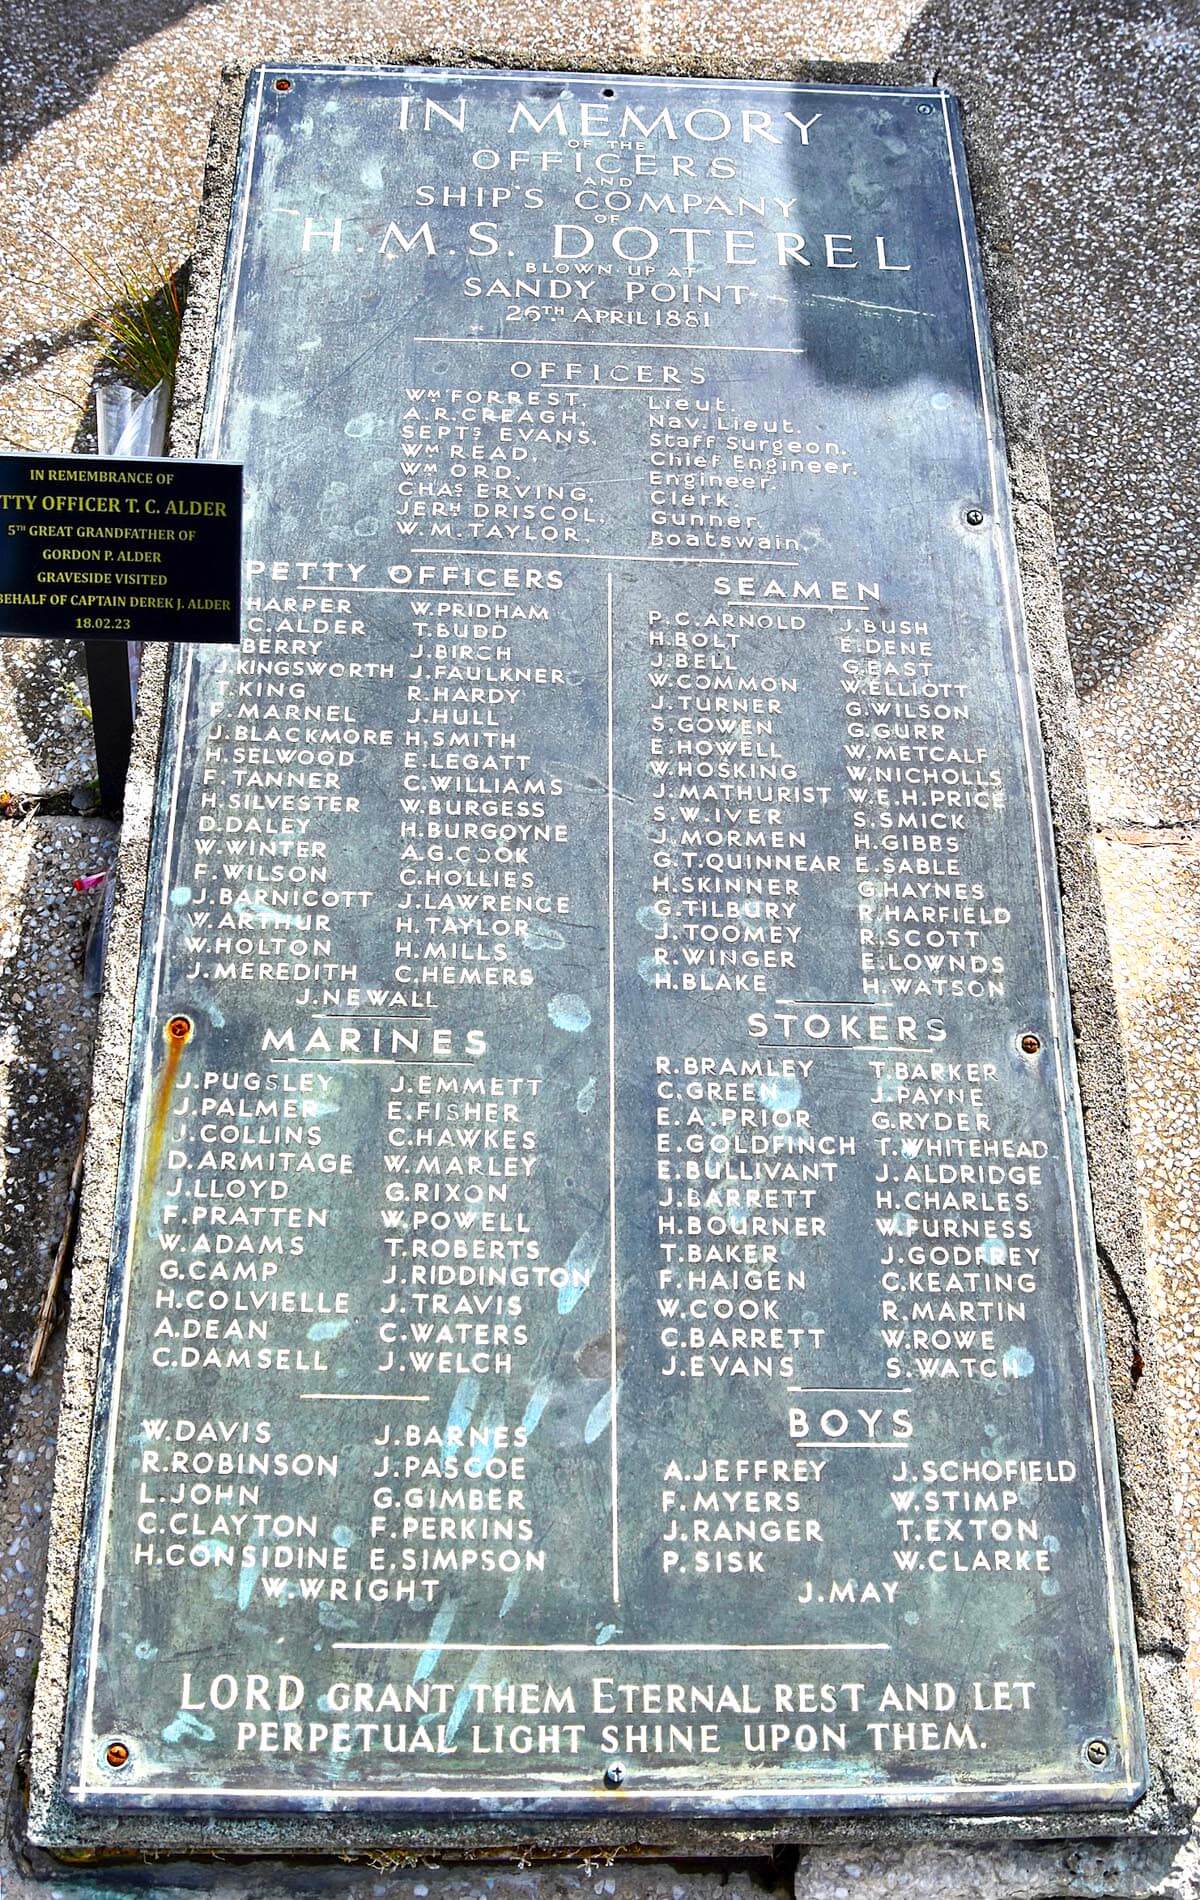 IN MEMORY
OF THE
OFFICERS
AND
SHIP'S COMPANY
OF
H.M.S. DOTEREL
BLOWN UP AT
SANDY POINT
26TH APRIL 1881
OFFICERS
WM FORREST. Lieut.
A.R.CREAGH. Nav. Lieut.
SEPTS EVANS. Staff Surgeon.
WM READ. Chief Engineer.
WM ORD. Engineer.
CHAS ERVING. Clerk.
JERH DRISCOL. Gunner.
W.M.TAYLOR. Boatswain.
PETTY OFFICERS
HARPER W.PRIDHAM
C.ALDER T.BUDD
BERRY J.BIRCH
J.KINGSWORTH J.FAULKNER
T.KING R.HARDY
F.MARNEL J.HULL
J.BLACKMORE H.SMITH
H.SELWOOD E.LEGATT
F.TANNER C.WILLIAMS
H.SILVESTER W.BURGESS
D.DALEY H.BURGOYNE
W.WINTER A.G.COOK
F.WILSON C.HOLLIES
J.BARNICOTT J.LAWRENCE
W.ARTHUR H.TAYLOR
W.HOLTON H.MILLS
J.MEREDITH C.HEMERS
J.NEWALL
MARINES
J.PUGSLEY J.EMMETT
J.PALMER E.FISHER
J.COLLINS C.HAWKES
D.ARMITAGE W.MARLEY
J.LLOYD G.RIXON
F.PRATTEN W.POWELL
W.ADAMS T.ROBERTS
G.CAMP J.RIDDINGTON
H.COLVIELLE J.TRAVIS
A.DEAN C.WATERS
C.DAMSELL J.WELCH
W.DAVIS J.BARNES
R.ROBINSON J.PASCOE
L.JOHN G.GIMBER
C.CLAYTON F.PERKINS
H.CONSIDINE E.SIMPSON
W.WRIGHT
SEAMEN
P.C.ARNOLD J.BUSH
H.BOLT E.DENE
J.BELL G.EAST
W.COMMON W.ELLIOTT
J.TURNER G.WILSON
S.GOWEN G.GURR
E.HOWELL W.METCALF
W.HOSKING W.NICHOLLS
J.MATHURIST W.E.H.PRICE
S.W.IVER S.SMICK
J.MORMEN H.GIBBS
G.T.QUINNEAR E.SABLE
H.SKINNER G.HAYNES
G.TILBURY R.HARFIELD
J.TOOMEY R.SCOTT
R.WINGER E.LOWNDS
H.BLAKE H.WATSON
STOKERS
R.BRAMLEY T.BARKER
C.GREEN J.PAYNE
E.A.PRIOR G.RYDER
E.GOLDFINCH T.WHITEHEAD
E.BULLIVANT J.ALDRIDGE
J.BARRETT H.CHARLES
H.BOURNER W.FURNESS
T.BAKER J.GODFREY
F.HAIGEN C.KEATING
W.COOK R.MARTIN
C.BARRETT W.ROWE
J.EVANS S.WATCH
BOYS
A.JEFFREY J.SCHOFIELD
F.MYERS W.STIMP
J.RANGER T.EXTON
P.SISK W.CLARKE
J.MAY
LORD GRANT THEM ETERNAL REST AND LET
PERPETUAL LIGHT SHINE UPON THEM.
IN REMEMBRANCE OF
TTY OFFICER T. C. ALDER
5TH GREAT GRANDFATHER OF
GORDON P. ALDER
GRAVESIDE VISITED
BEHALF OF CAPTAIN DEREK J. ALDER
18.02.23